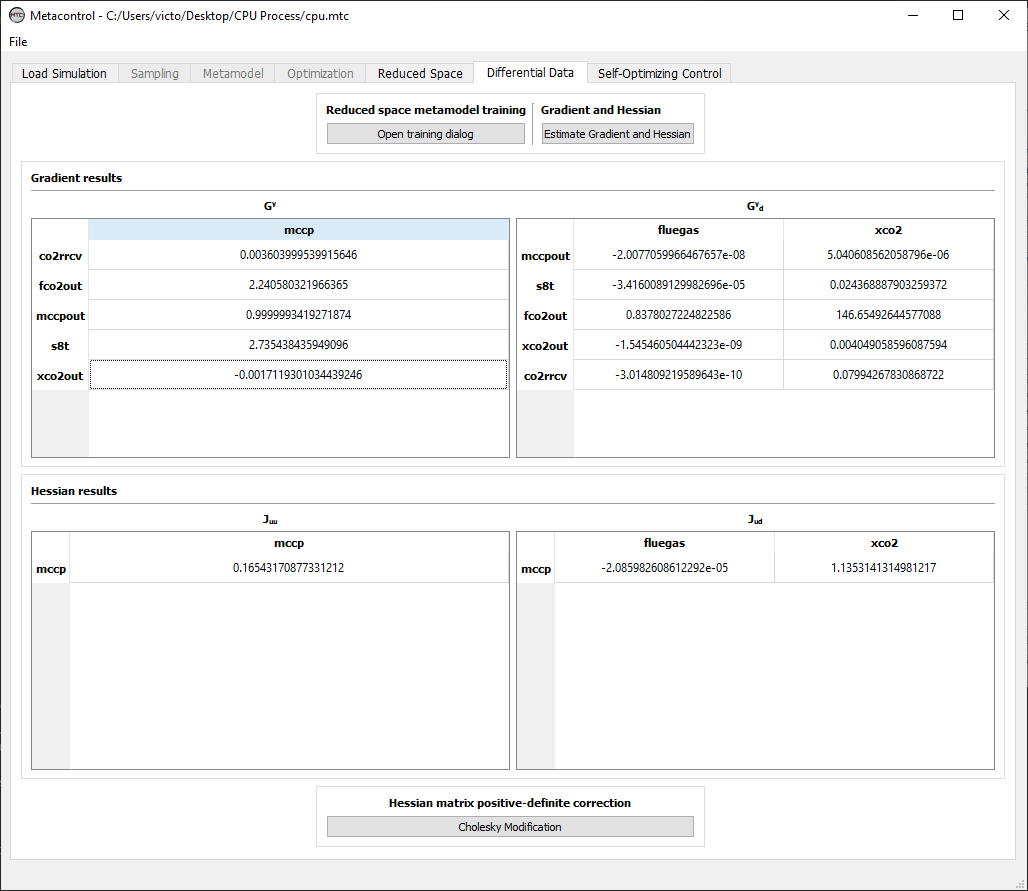 Metacontrol - C:/Users/victo/Desktop/CPU Process/cpu.mtc
File
Load Simulation Sampling Metamodel Optimization Reduced Space Differential Data Self-Optimizing Control
Reduced space metamodel training Gradient and Hessian
Open training dialog Estimate Gradient and Hessian
Gradient results
Gʸ
mccp
co2rrcv 0.003603999539915646
fco2out 2.240580321966365
mccpout 0.9999993419271874
s8t 2.735438435949096
xco2out -0.0017119301034439246
Gʸd
fluegas xco2
mccpout -2.0077059966467657e-08 5.040608562058796e-06
s8t -3.4160089129982696e-05 0.024368887903259372
fco2out 0.8378027224822586 146.65492644577088
xco2out -1.545460504442323e-09 0.004049058596087594
co2rrcv -3.014809219589643e-10 0.07994267830868722
Hessian results
Juu
mccp
mccp 0.16543170877331212
Jud
fluegas xco2
mccp -2.085982608612292e-05 1.1353141314981217
Hessian matrix positive-definite correction
Cholesky Modification